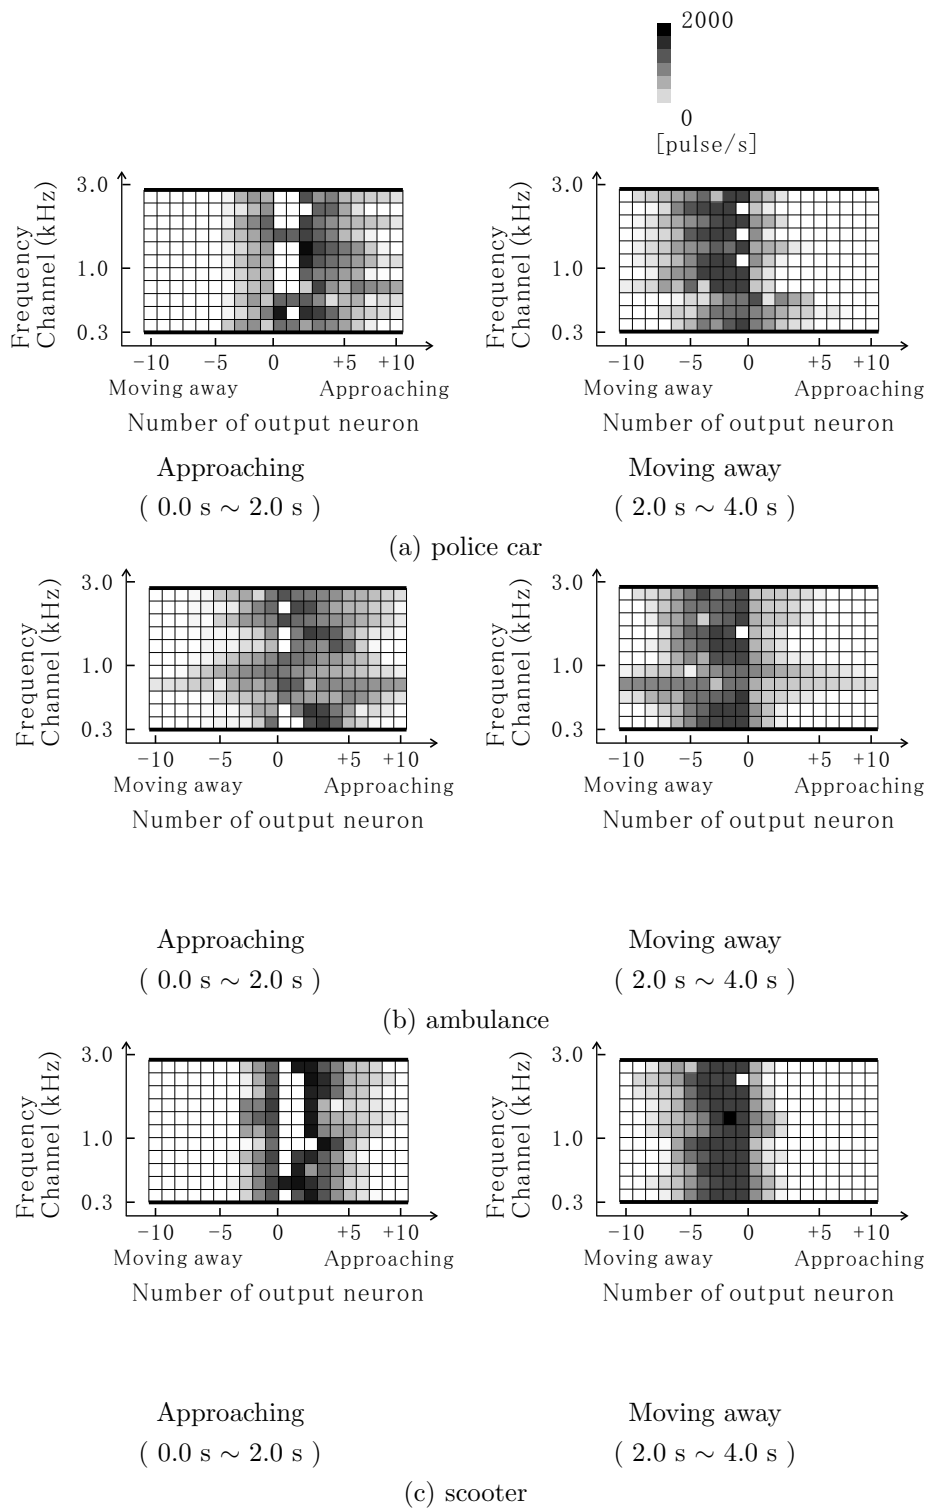 2000
0
[pulse/s]
Frequency
Channel (kHz)
3.0
1.0
0.3
−10 −5 0 +5 +10
Moving away Approaching
Number of output neuron
Approaching
( 0.0 s ∼ 2.0 s )
Frequency
Channel (kHz)
3.0
1.0
0.3
−10 −5 0 +5 +10
Moving away Approaching
Number of output neuron
Moving away
( 2.0 s ∼ 4.0 s )
(a) police car
Frequency
Channel (kHz)
3.0
1.0
0.3
−10 −5 0 +5 +10
Moving away Approaching
Number of output neuron
Approaching
( 0.0 s ∼ 2.0 s )
Frequency
Channel (kHz)
3.0
1.0
0.3
−10 −5 0 +5 +10
Moving away Approaching
Number of output neuron
Moving away
( 2.0 s ∼ 4.0 s )
(b) ambulance
Frequency
Channel (kHz)
3.0
1.0
0.3
−10 −5 0 +5 +10
Moving away Approaching
Number of output neuron
Approaching
( 0.0 s ∼ 2.0 s )
Frequency
Channel (kHz)
3.0
1.0
0.3
−10 −5 0 +5 +10
Moving away Approaching
Number of output neuron
Moving away
( 2.0 s ∼ 4.0 s )
(c) scooter